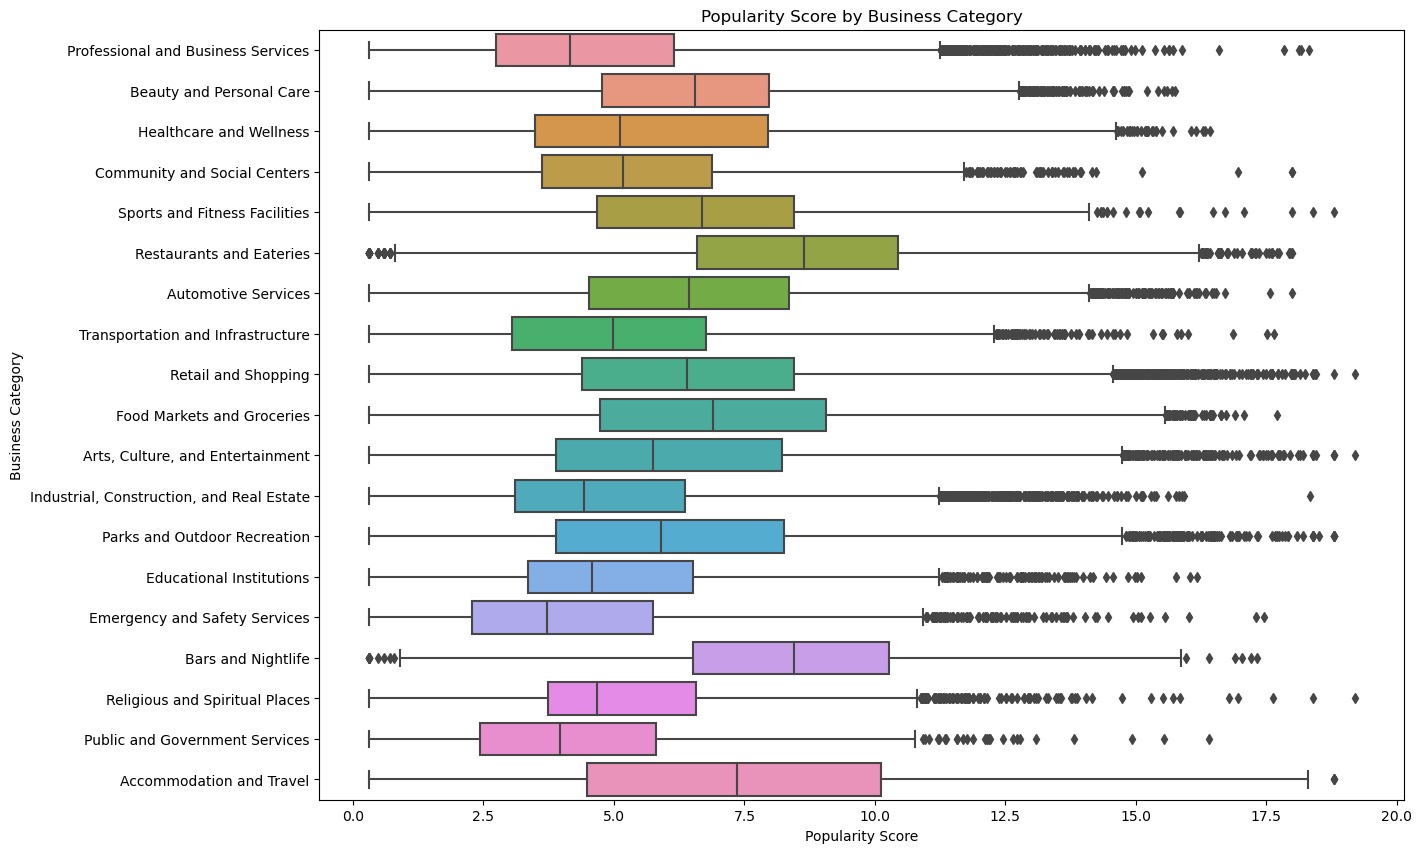 Popularity Score by Business Category
Business Category
Professional and Business Services
Beauty and Personal Care
Healthcare and Wellness
Community and Social Centers
Sports and Fitness Facilities
Restaurants and Eateries
Automotive Services
Transportation and Infrastructure
Retail and Shopping
Food Markets and Groceries
Arts, Culture, and Entertainment
Industrial, Construction, and Real Estate
Parks and Outdoor Recreation
Educational Institutions
Emergency and Safety Services
Bars and Nightlife
Religious and Spiritual Places
Public and Government Services
Accommodation and Travel
0.0 2.5 5.0 7.5 10.0 12.5 15.0 17.5 20.0
Popularity Score